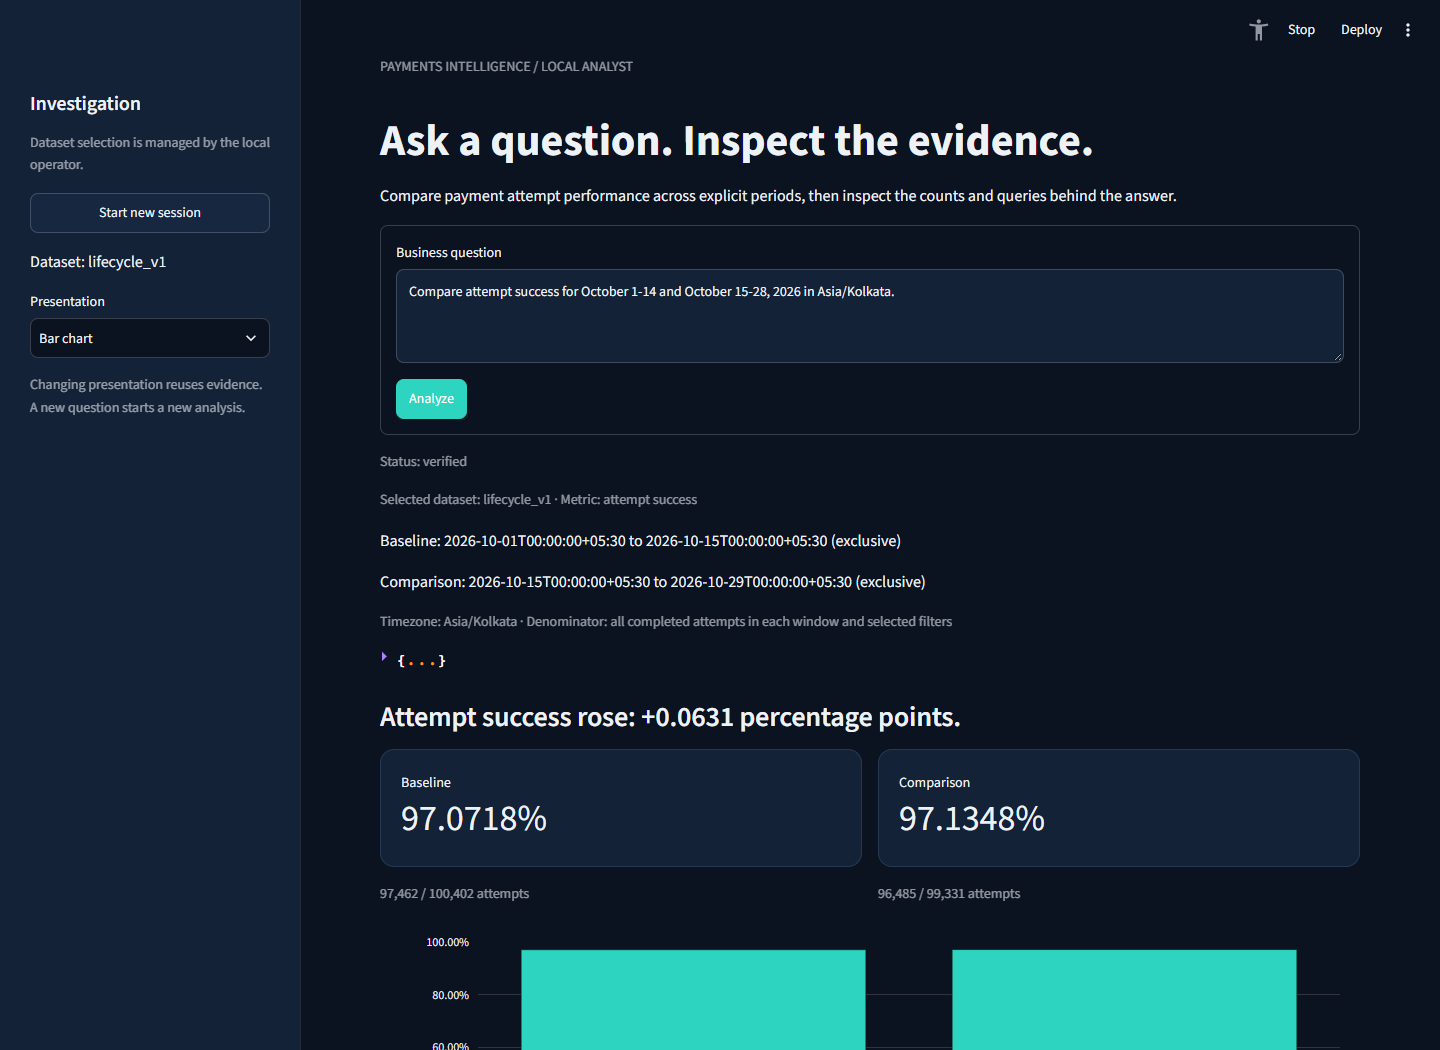 Stop
Deploy
PAYMENTS INTELLIGENCE / LOCAL ANALYST
Investigation
Dataset selection is managed by the local
operator.
Start new session
Dataset: lifecycle_v1
Presentation
Bar chart
Changing presentation reuses evidence.
A new question starts a new analysis.
Ask a question. Inspect the evidence.
Compare payment attempt performance across explicit periods, then inspect the counts and queries behind the answer.
Business question
Compare attempt success for October 1-14 and October 15-28, 2026 in Asia/Kolkata.
Analyze
Status: verified
Selected dataset: lifecycle_v1 · Metric: attempt success
Baseline: 2026-10-01T00:00:00+05:30 to 2026-10-15T00:00:00+05:30 (exclusive)
Comparison: 2026-10-15T00:00:00+05:30 to 2026-10-29T00:00:00+05:30 (exclusive)
Timezone: Asia/Kolkata · Denominator: all completed attempts in each window and selected filters
{...}
Attempt success rose: +0.0631 percentage points.
Baseline
97.0718%
97,462 / 100,402 attempts
Comparison
97.1348%
96,485 / 99,331 attempts
100.00%
80.00%
60.00%